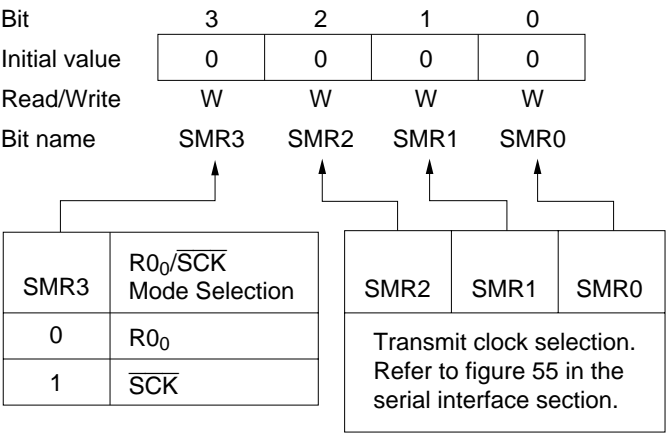 Bit 3 2 1 0
Initial value 0 0 0 0
Read/Write W W W W
Bit name SMR3 SMR2 SMR1 SMR0
SMR3 R0₀/S̅C̅K̅
Mode Selection
0 R0₀
1 S̅C̅K̅
SMR2 SMR1 SMR0
Transmit clock selection.
Refer to figure 55 in the
serial interface section.